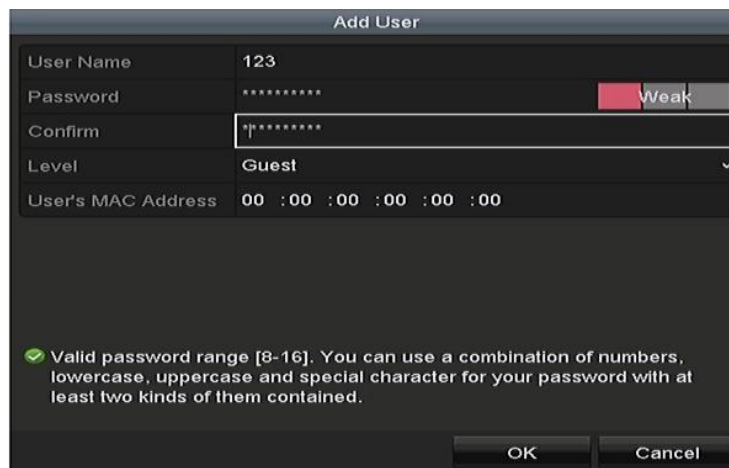 Add User
User Name 123
Password ********** Weak
Confirm **********
Level Guest
User's MAC Address 00 :00 :00 :00 :00 :00
Valid password range [8-16]. You can use a combination of numbers,
lowercase, uppercase and special character for your password with at
least two kinds of them contained.
OK Cancel